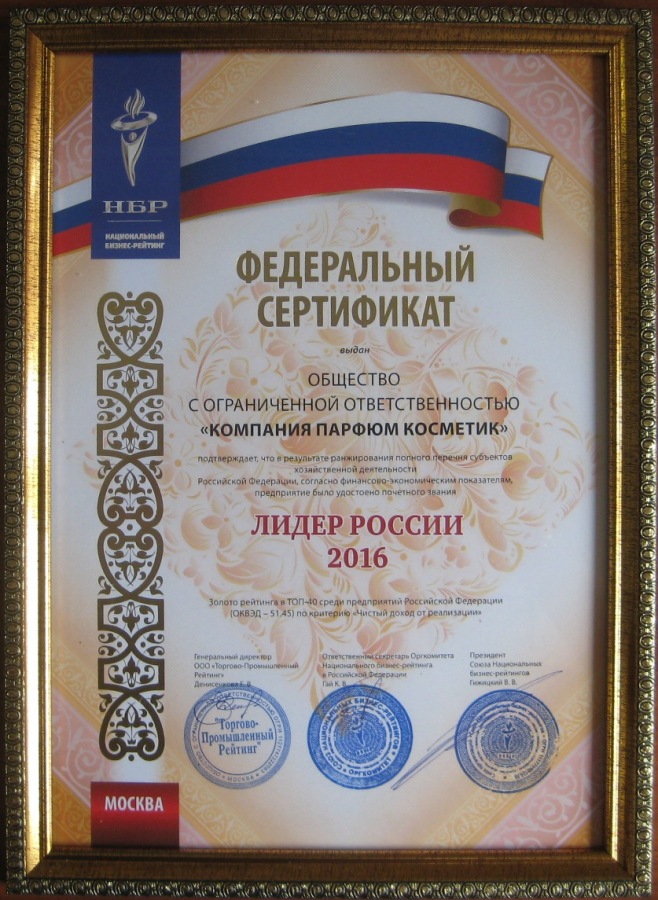 НБР
НАЦИОНАЛЬНЫЙ
БИЗНЕС-РЕЙТИНГ
ФЕДЕРАЛЬНЫЙ
СЕРТИФИКАТ
выдан
ОБЩЕСТВО
С ОГРАНИЧЕННОЙ ОТВЕТСТВЕННОСТЬЮ
«КОМПАНИЯ ПАРФЮМ КОСМЕТИК»
подтверждает, что в результате ранжирования полного перечня субъектов
хозяйственной деятельности
Российской Федерации, согласно финансово-экономическим показателям,
предприятие было удостоено почетного звания
ЛИДЕР РОССИИ
2016
Золото рейтинга в ТОП-40 среди предприятий Российской Федерации
(ОКВЭД – 51.45) по критерию «Чистый доход от реализации»
Генеральный директор
ООО «Торгово-Промышленный
Рейтинг»
Денисенкова Е. В.
Ответственный секретарь Оргкомитета
Национального бизнес-рейтинга
в Российской Федерации
Гай К. В.
Президент
Союза Национальных
бизнес-рейтингов
Гижицкий В. В.
"Торгово-
Промышленный
Рейтинг"
МОСКВА